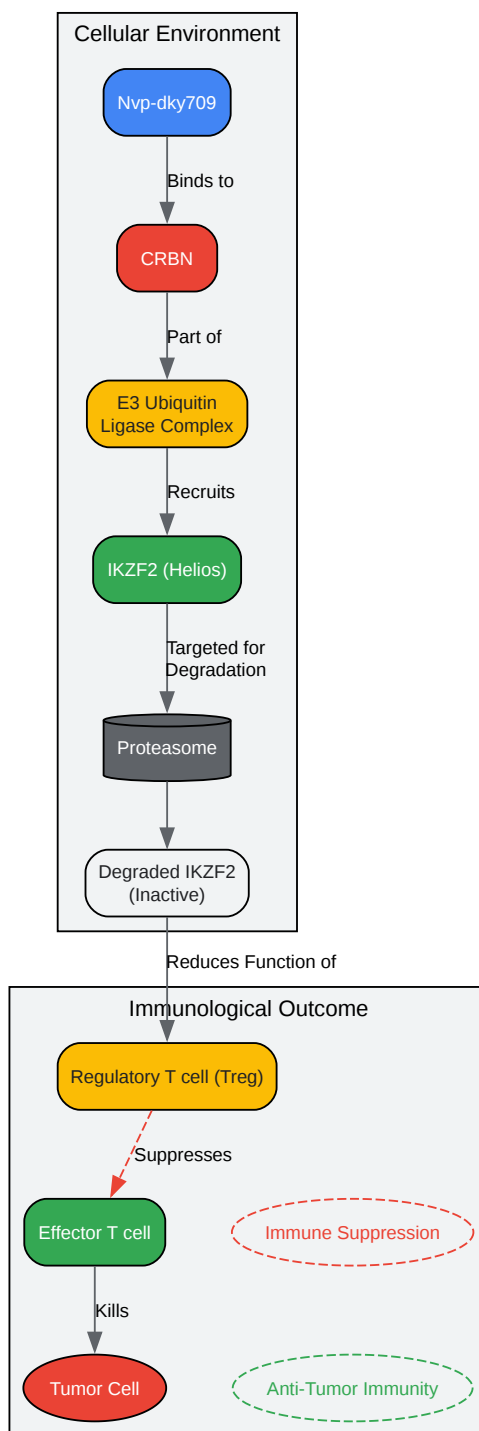 Cellular Environment
Nvp-dky709
Binds to
CRBN
Part of
E3 Ubiquitin
Ligase Complex
Recruits
IKZF2 (Helios)
Targeted for
Degradation
Proteasome
Degraded IKZF2
(Inactive)
Reduces Function of
Immunological Outcome
Regulatory T cell (Treg)
Suppresses
Effector T cell
Immune Suppression
Kills
Tumor Cell
Anti-Tumor Immunity